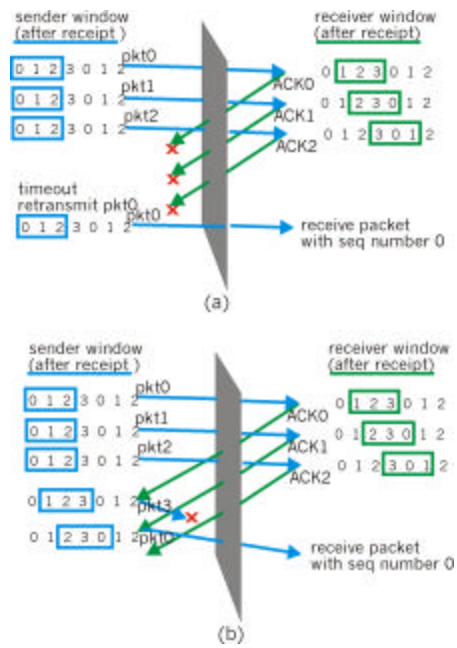 sender window receiver window
(after receipt) (after receipt)
0 1 2 3 0 1 2 pkt0 0 1 2 3 0 1 2
ACK0
0 1 2 3 0 1 2 pkt1 0 1 2 3 0 1 2
ACK1
0 1 2 3 0 1 2 pkt2 0 1 2 3 0 1 2
ACK2
timeout
retransmit pkt0
0 1 2 3 0 1 2 pkt0 receive packet
with seq number 0
(a)
sender window receiver window
(after receipt) (after receipt)
0 1 2 3 0 1 2 pkt0 0 1 2 3 0 1 2
ACK0
0 1 2 3 0 1 2 pkt1 0 1 2 3 0 1 2
ACK1
0 1 2 3 0 1 2 pkt2 0 1 2 3 0 1 2
ACK2
0 1 2 3 0 1 2 pkt3
0 1 2 3 0 1 2 pkt0 receive packet
with seq number 0
(b)